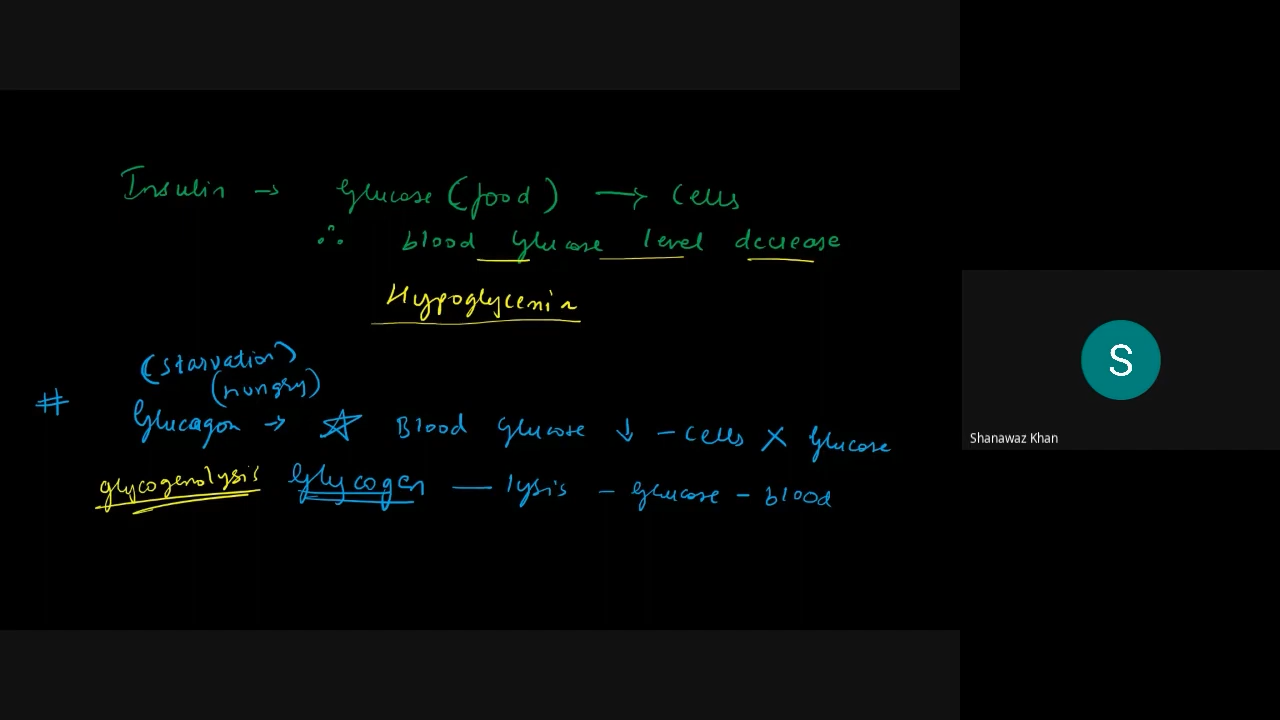 Insulin → Glucose (food) → Cells
∴ blood glucose level decrease
Hypoglycemia
(starvation)
(hungry)
# Glucagon → ☆ Blood glucose ↓ - cells X glucose
glycogenolysis Glycogen — lysis - glucose - blood
S
Shanawaz Khan